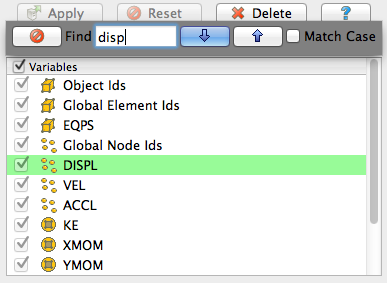 Apply Reset Delete ?
Find disp Match Case
Variables
Object Ids
Global Element Ids
EQPS
Global Node Ids
DISPL
VEL
ACCL
KE
XMOM
YMOM